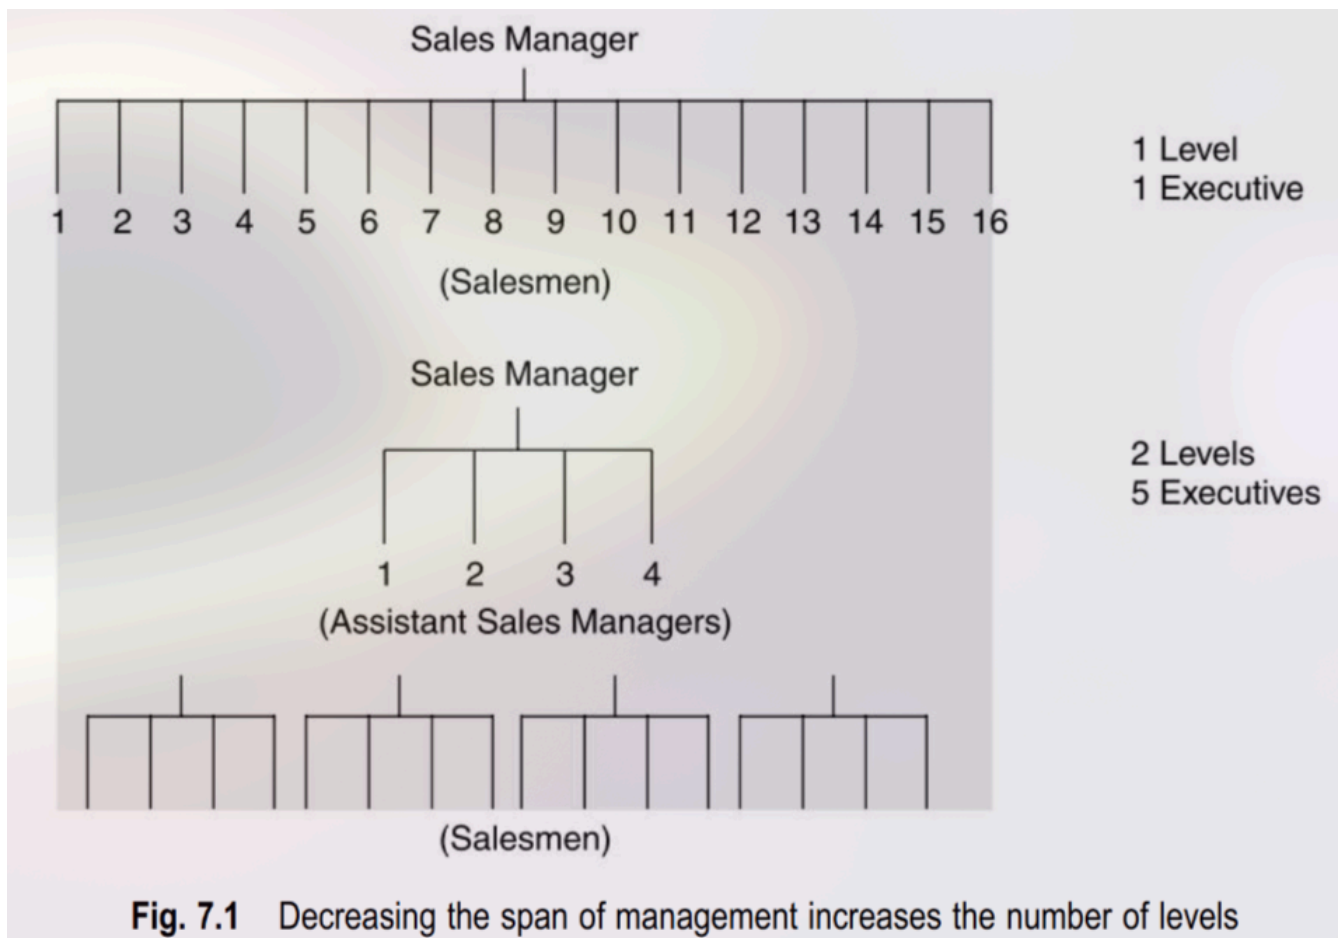 Sales Manager
1 Level
1 Executive
1 2 3 4 5 6 7 8 9 10 11 12 13 14 15 16
(Salesmen)
Sales Manager
2 Levels
5 Executives
1 2 3 4
(Assistant Sales Managers)
(Salesmen)
Fig. 7.1 Decreasing the span of management increases the number of levels